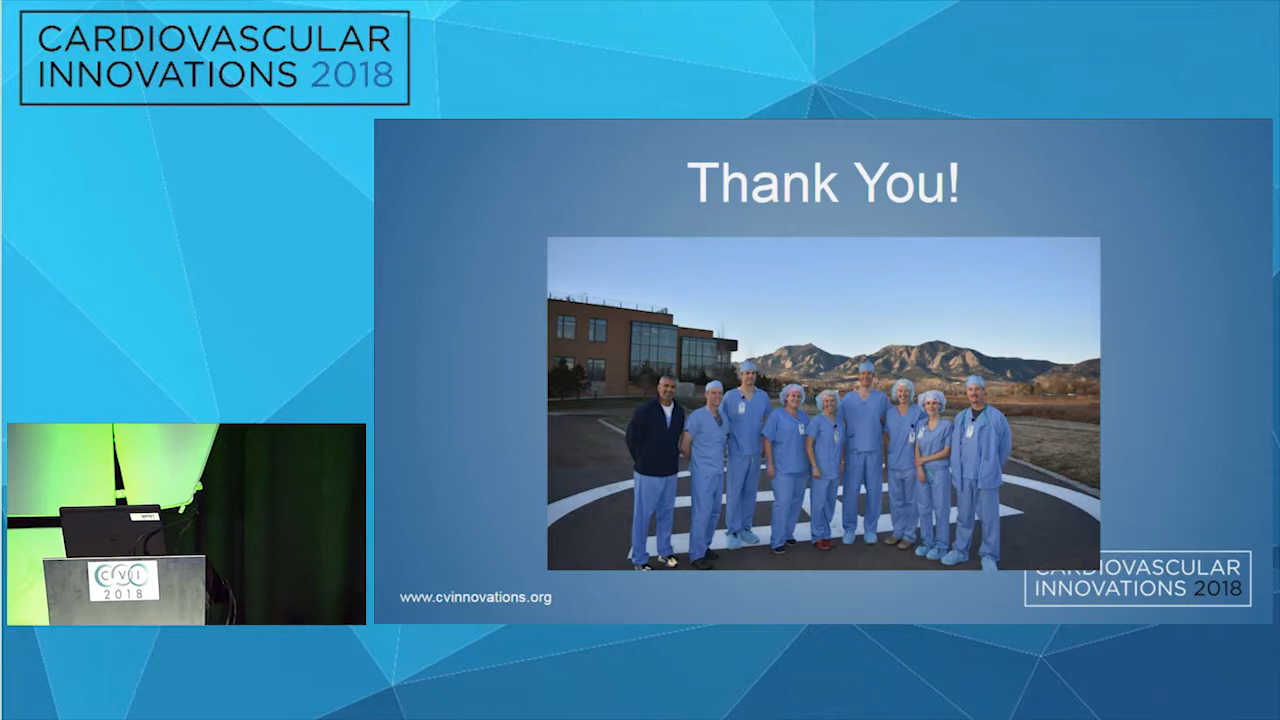 CARDIOVASCULAR
INNOVATIONS 2018
Thank You!
www.cvinnovations.org
CARDIOVASCULAR
INNOVATIONS 2018
CVI
2018